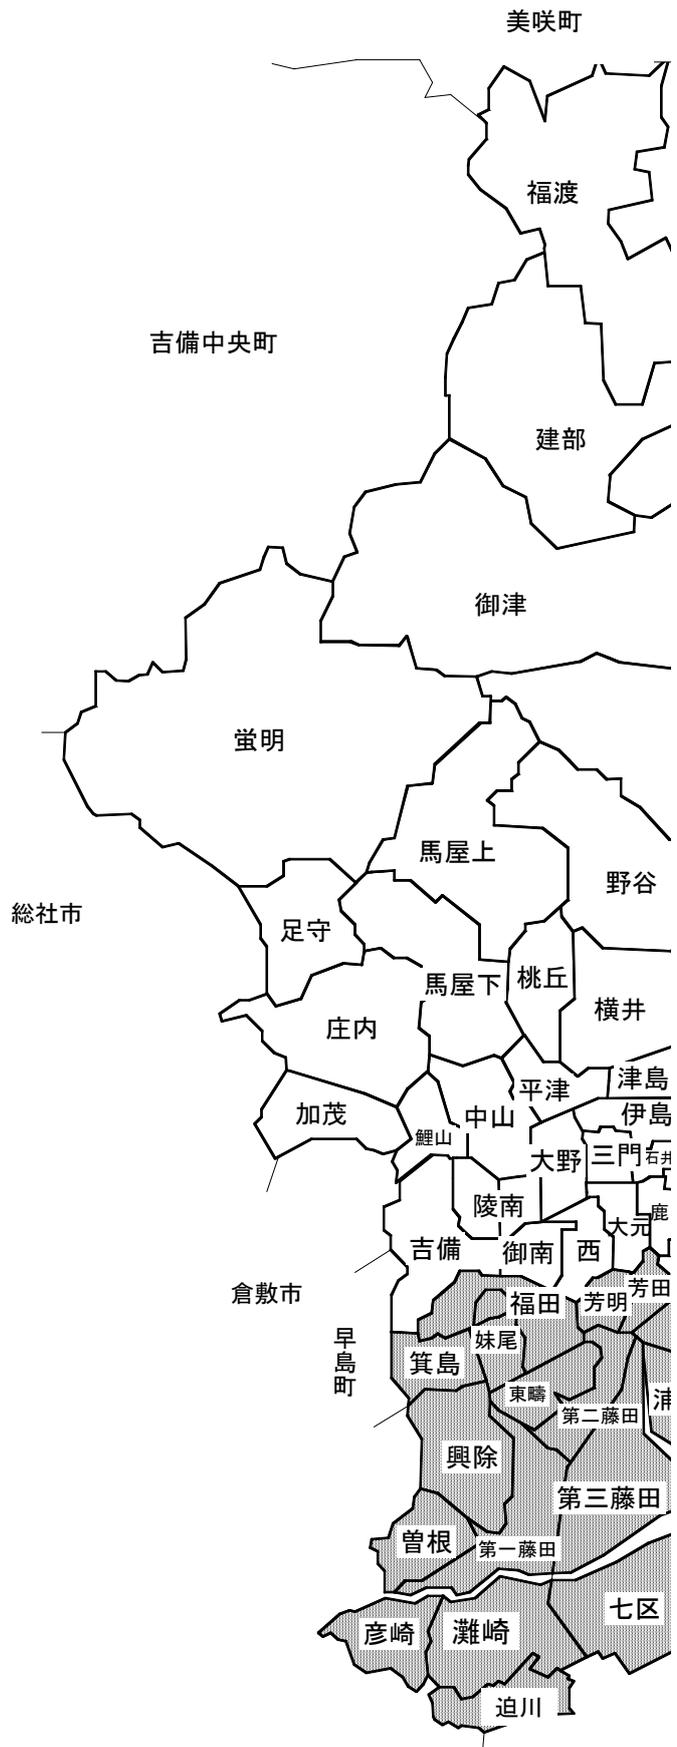 美咲町
福渡
吉備中央町
建部
御津
蛍明
馬屋上
野谷
総社市
足守
桃丘
馬屋下
横井
庄内
津島
平津
加茂
中山
伊島
鯉山
大野
三門
石井
陵南
鹿
大元
吉備
御南
西
倉敷市
芳田
福田
芳明
早島町
妹尾
箕島
東疇
浦
第二藤田
興除
第三藤田
曽根
第一藤田
七区
彦崎
灘崎
迫川